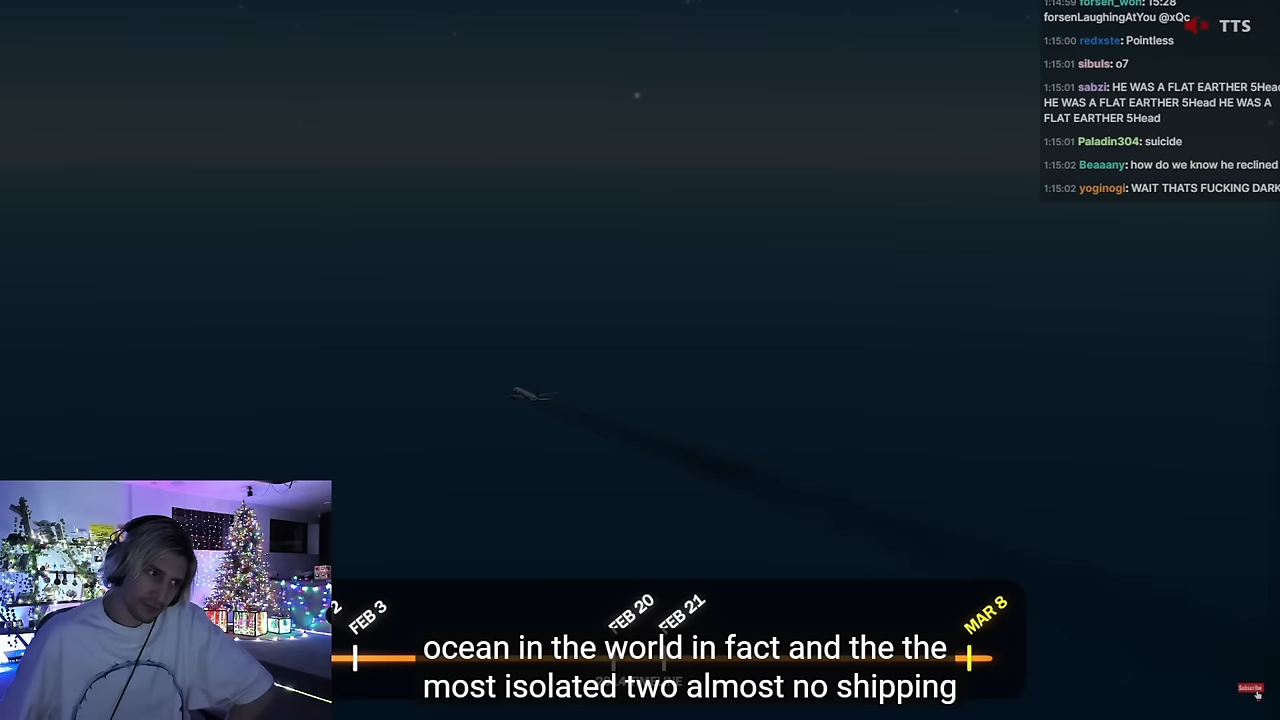 1:14:59 forsen_won: 15:28
forsenLaughingAtYou @xQc
TTS
1:15:00 redxste: Pointless
1:15:01 sibuls: o7
1:15:01 sabzi: HE WAS A FLAT EARTHER 5Head
HE WAS A FLAT EARTHER 5Head HE WAS A
FLAT EARTHER 5Head
1:15:01 Paladin304: suicide
1:15:02 Beaaany: how do we know he reclined
1:15:02 yoginogi: WAIT THATS FUCKING DARK
2
FEB 3
FEB 20
FEB 21
MAR 8
ocean in the world in fact and the the
most isolated two almost no shipping
Subscribe